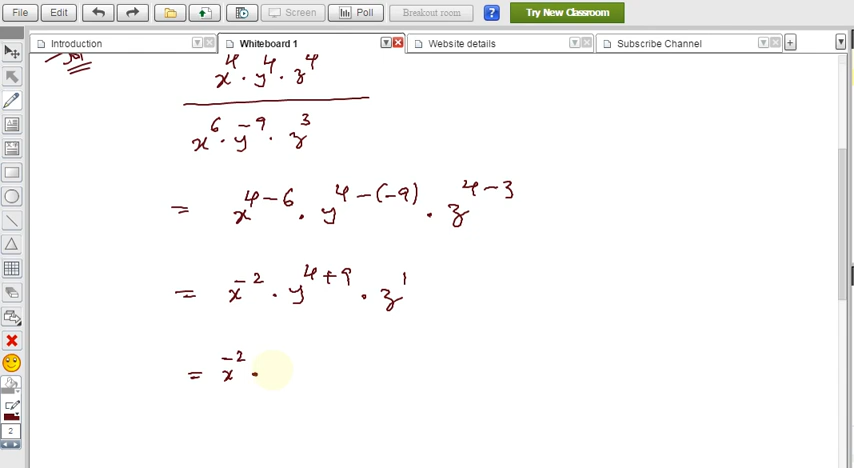 File Edit Screen Poll Breakout room ? Try New Classroom
Introduction Whiteboard 1 Website details Subscribe Channel +
Sol
x⁴ · y⁴ · z⁴
x⁶ · y⁻⁹ · z³
= x⁴⁻⁶ · y⁴⁻⁽⁻⁹⁾ · z⁴⁻³
= x⁻² · y⁴⁺⁹ · z¹
= x⁻² ·
2